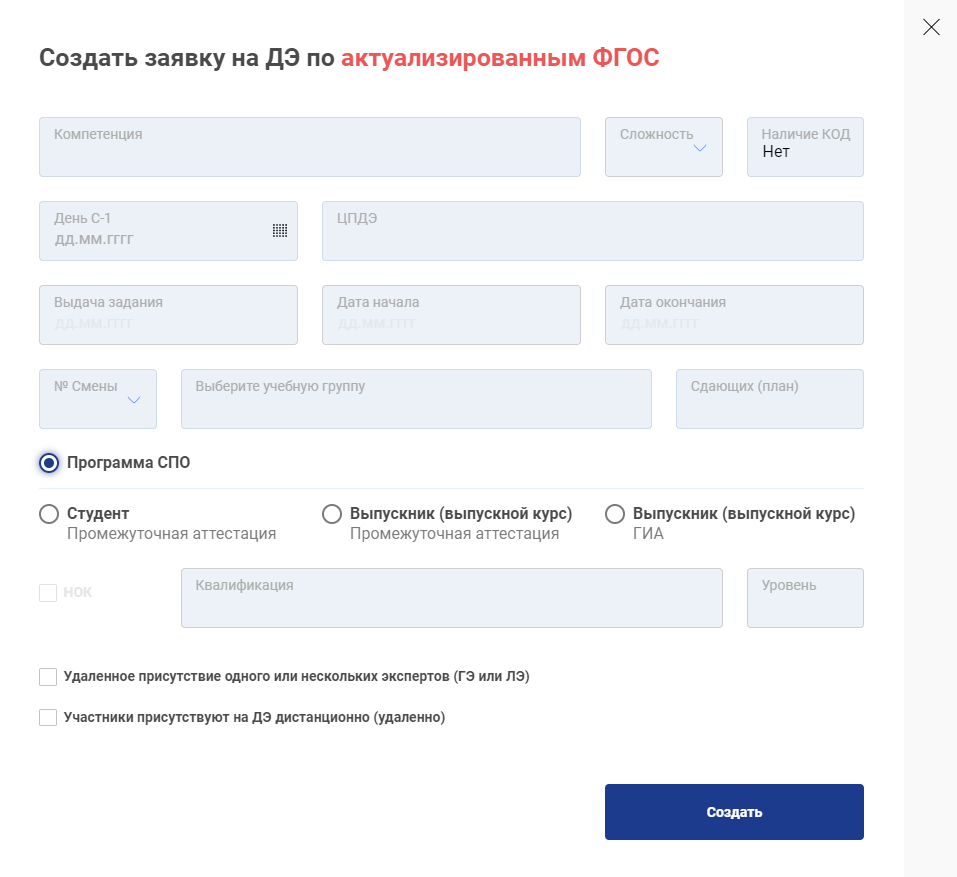 Создать заявку на ДЭ по актуализированным ФГОС
Компетенция
Сложность
Наличие КОД
Нет
День С-1
ДД.ММ.ГГГГ
ЦПДЭ
Выдача задания
ДД.ММ.ГГГГ
Дата начала
ДД.ММ.ГГГГ
Дата окончания
ДД.ММ.ГГГГ
№ Смены
Выберите учебную группу
Сдающих (план)
Программа СПО
Студент
Промежуточная аттестация
Выпускник (выпускной курс)
Промежуточная аттестация
Выпускник (выпускной курс)
ГИА
НОК
Квалификация
Уровень
Удаленное присутствие одного или нескольких экспертов (ГЭ или ЛЭ)
Участники присутствуют на ДЭ дистанционно (удаленно)
Создать